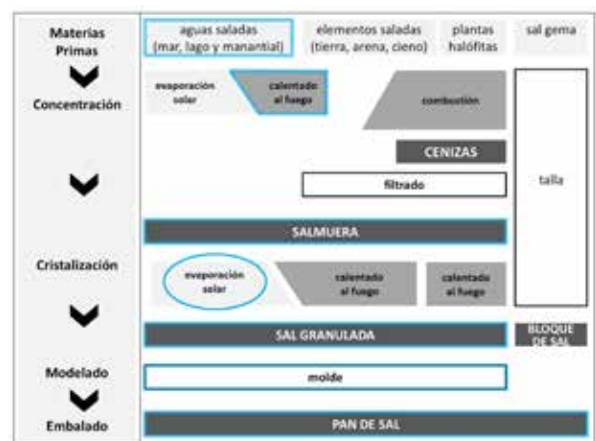 Materias
Primas
aguas saladas
(mar, lago y manantial)
elementos saladas
(tierra, arena, cieno)
plantas
halófitas
sal gema
Concentración
evaporación
solar
calentado
al fuego
combustión
CENIZAS
filtrado
talla
SALMUERA
Cristalización
evaporación
solar
calentado
al fuego
calentado
al fuego
SAL GRANULADA
BLOQUE
DE SAL
Modelado
molde
Embalado
PAN DE SAL